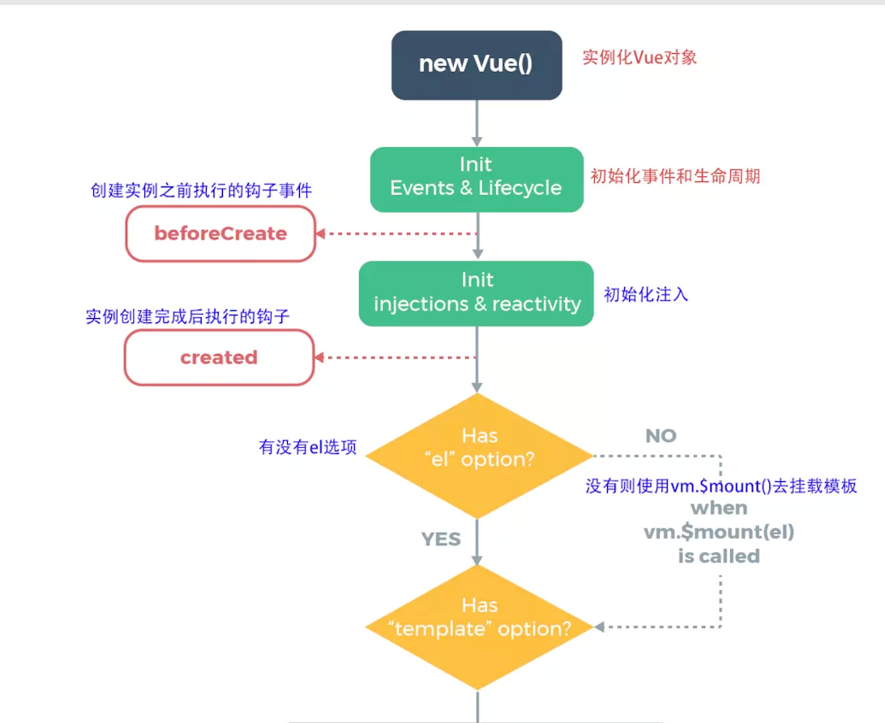 new Vue()
实例化Vue对象
Init
Events & Lifecycle
初始化事件和生命周期
创建实例之前执行的钩子事件
beforeCreate
Init
injections & reactivity
初始化注入
实例创建完成后执行的钩子
created
Has
“el” option?
有没有el选项
NO
没有则使用vm.$mount()去挂载模板
when
vm.$mount(el)
is called
YES
Has
“template” option?